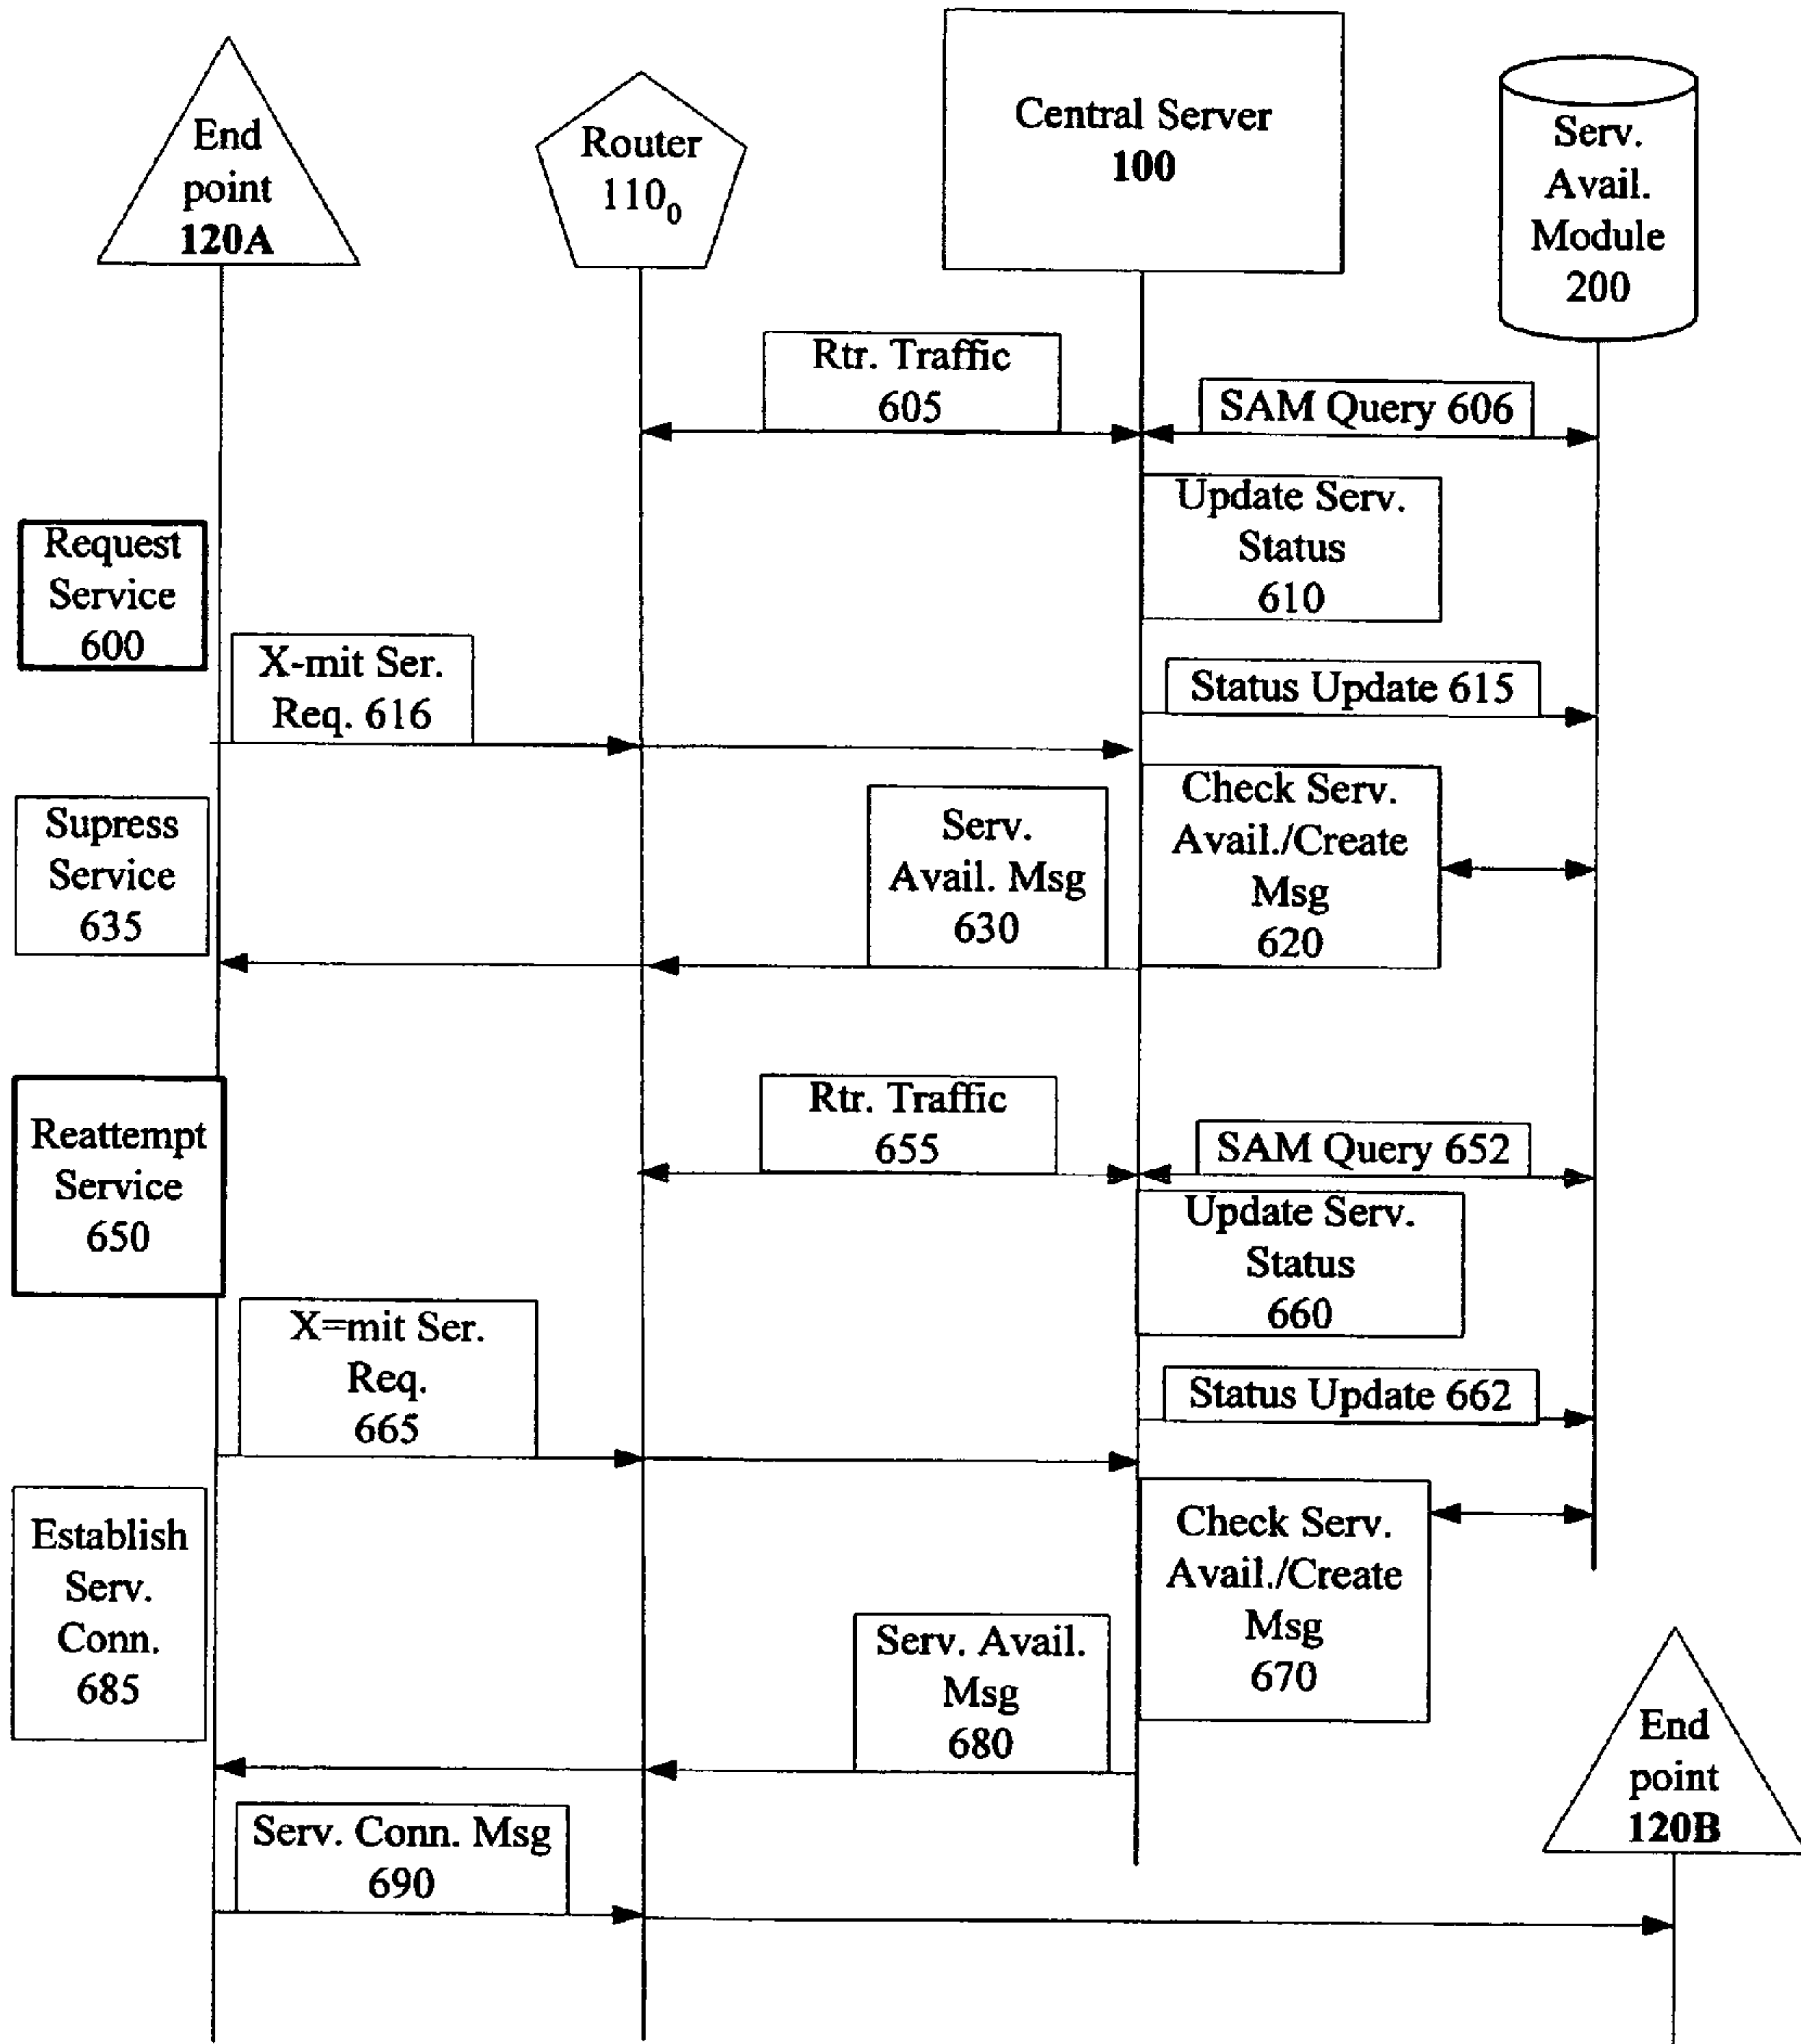 End
point
120A
Router
110₀
Central Server
100
Serv.
Avail.
Module
200
Rtr. Traffic
605
SAM Query 606
Update Serv.
Status
610
Request
Service
600
X-mit Ser.
Req. 616
Status Update 615
Supress
Service
635
Serv.
Avail. Msg
630
Check Serv.
Avail./Create
Msg
620
Reattempt
Service
650
Rtr. Traffic
655
SAM Query 652
Update Serv.
Status
660
X=mit Ser.
Req.
665
Status Update 662
Establish
Serv.
Conn.
685
Check Serv.
Avail./Create
Msg
670
Serv. Avail.
Msg
680
End
point
120B
Serv. Conn. Msg
690